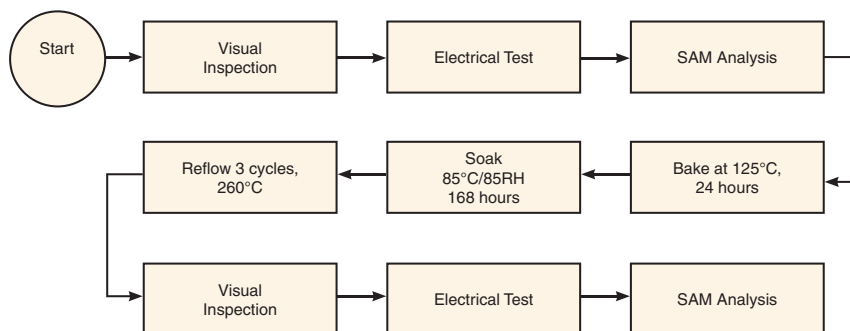 Start
Visual
Inspection
Electrical Test
SAM Analysis
Bake at 125°C,
24 hours
Soak
85°C/85RH
168 hours
Reflow 3 cycles,
260°C
Visual
Inspection
Electrical Test
SAM Analysis